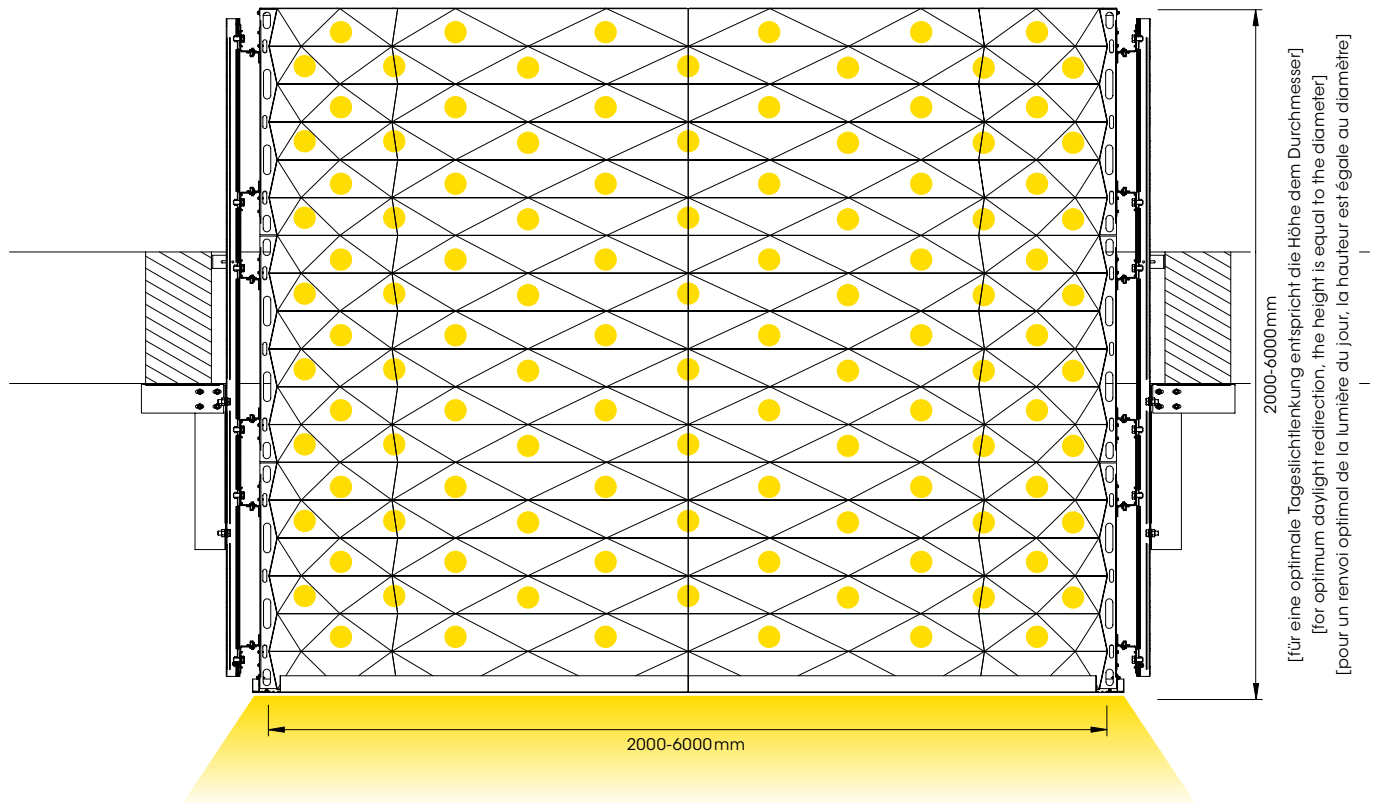 2000-6000mm
[für eine optimale Tageslichtlenkung entspricht die Höhe dem Durchmesser]
[for optimum daylight redirection, the height is equal to the diameter]
[pour un renvoi optimal de la lumière du jour, la hauteur est égale au diamètre]
2000-6000mm